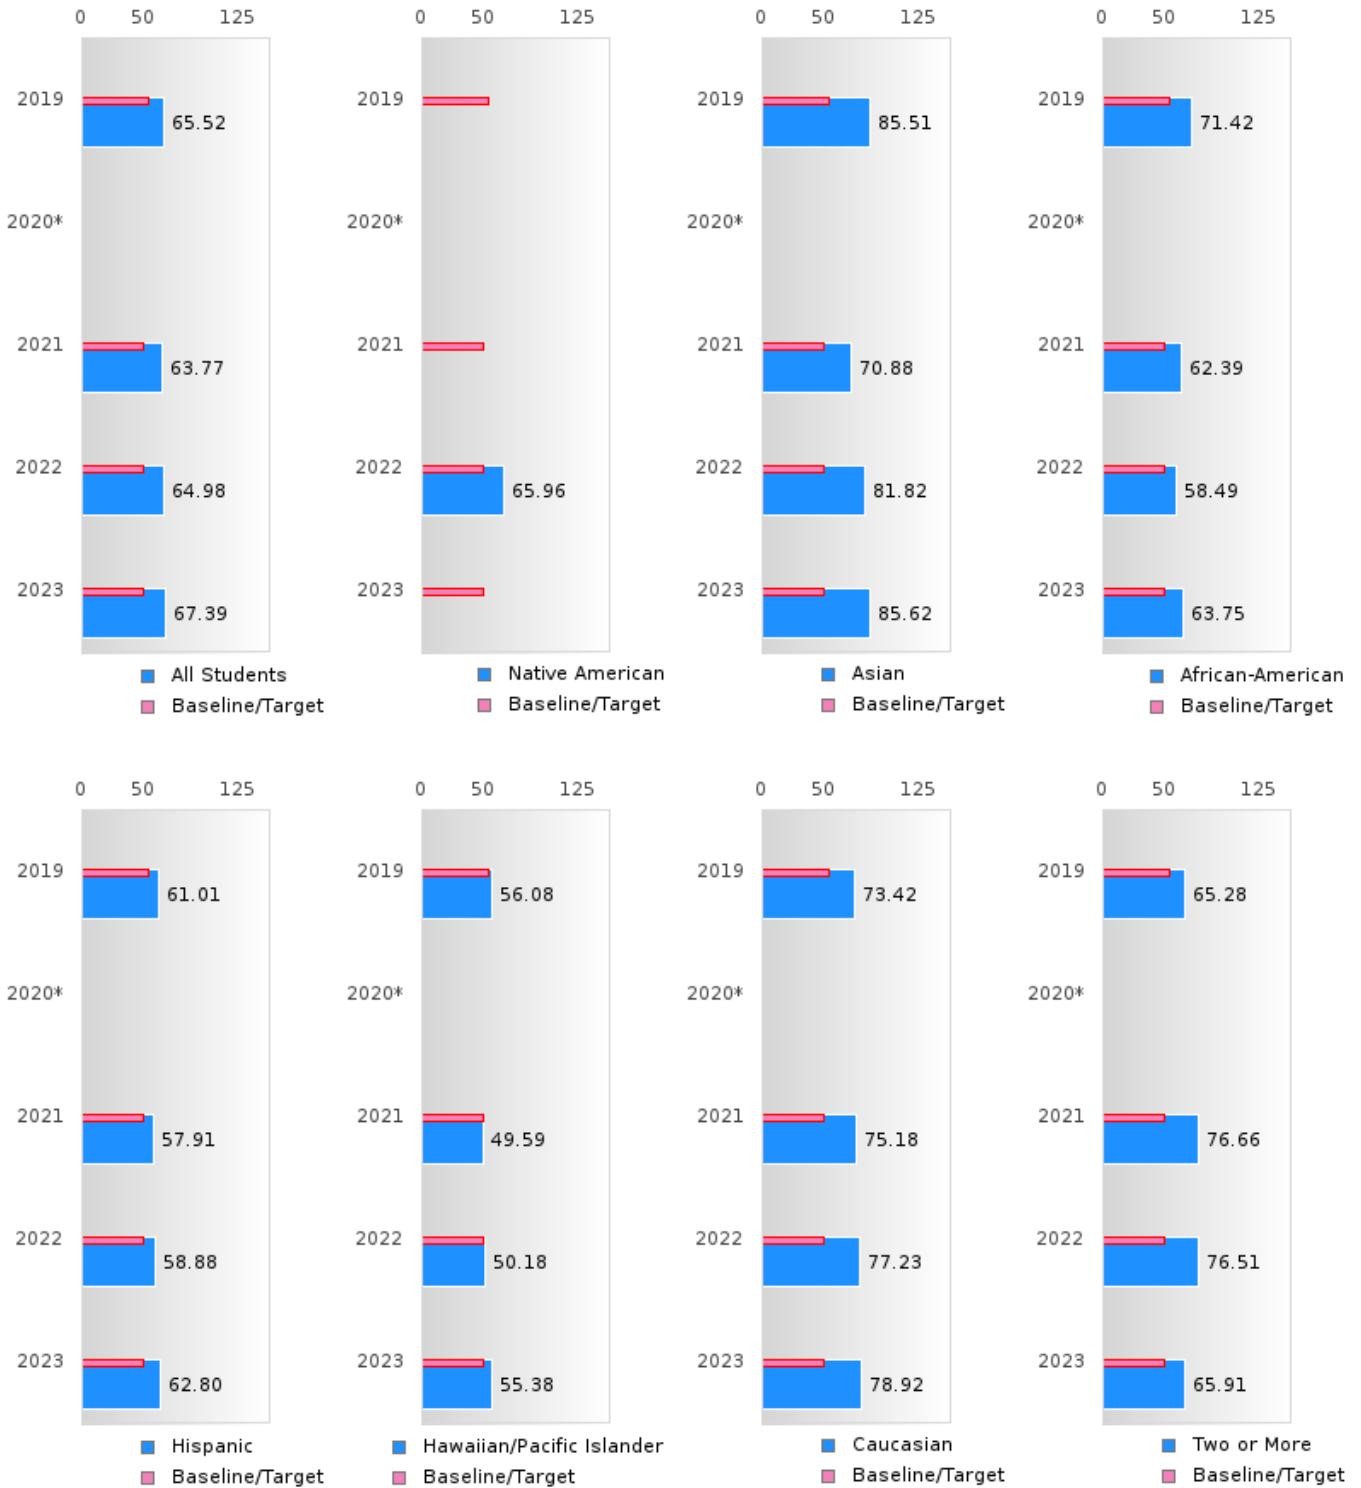 0 50 125 0 50 125 0 50 125 0 50 125
2019 2019 2019 2019
65.52 85.51 71.42
2020* 2020* 2020* 2020*
2021 2021 2021 2021
63.77 70.88 62.39
2022 2022 2022 2022
64.98 65.96 81.82 58.49
2023 2023 2023 2023
67.39 85.62 63.75
All Students Native American Asian African-American
Baseline/Target Baseline/Target Baseline/Target Baseline/Target
0 50 125 0 50 125 0 50 125 0 50 125
2019 2019 2019 2019
61.01 56.08 73.42 65.28
2020* 2020* 2020* 2020*
2021 2021 2021 2021
57.91 49.59 75.18 76.66
2022 2022 2022 2022
58.88 50.18 77.23 76.51
2023 2023 2023 2023
62.80 55.38 78.92 65.91
Hispanic Hawaiian/Pacific Islander Caucasian Two or More
Baseline/Target Baseline/Target Baseline/Target Baseline/Target